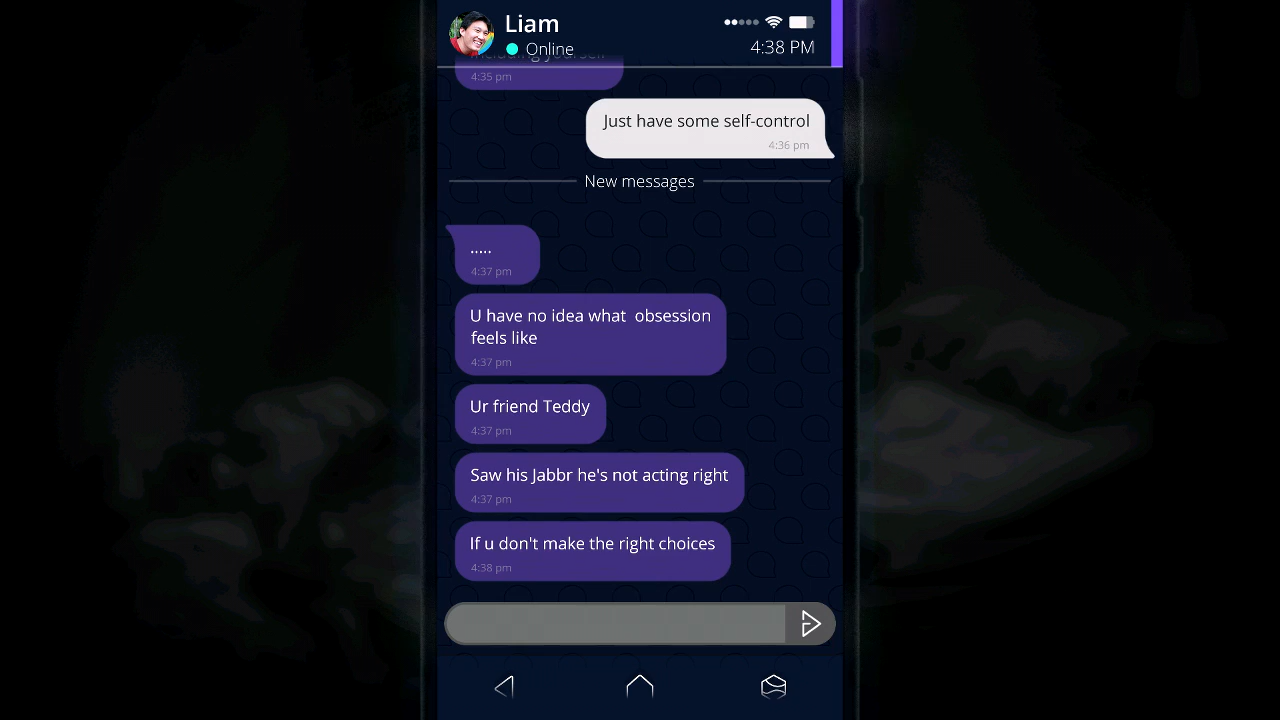 Liam
Online
4:38 PM
including yourself
4:35 pm
Just have some self-control
4:36 pm
New messages
.....
4:37 pm
U have no idea what  obsession
feels like
4:37 pm
Ur friend Teddy
4:37 pm
Saw his Jabbr he's not acting right
4:37 pm
If u don't make the right choices
4:38 pm